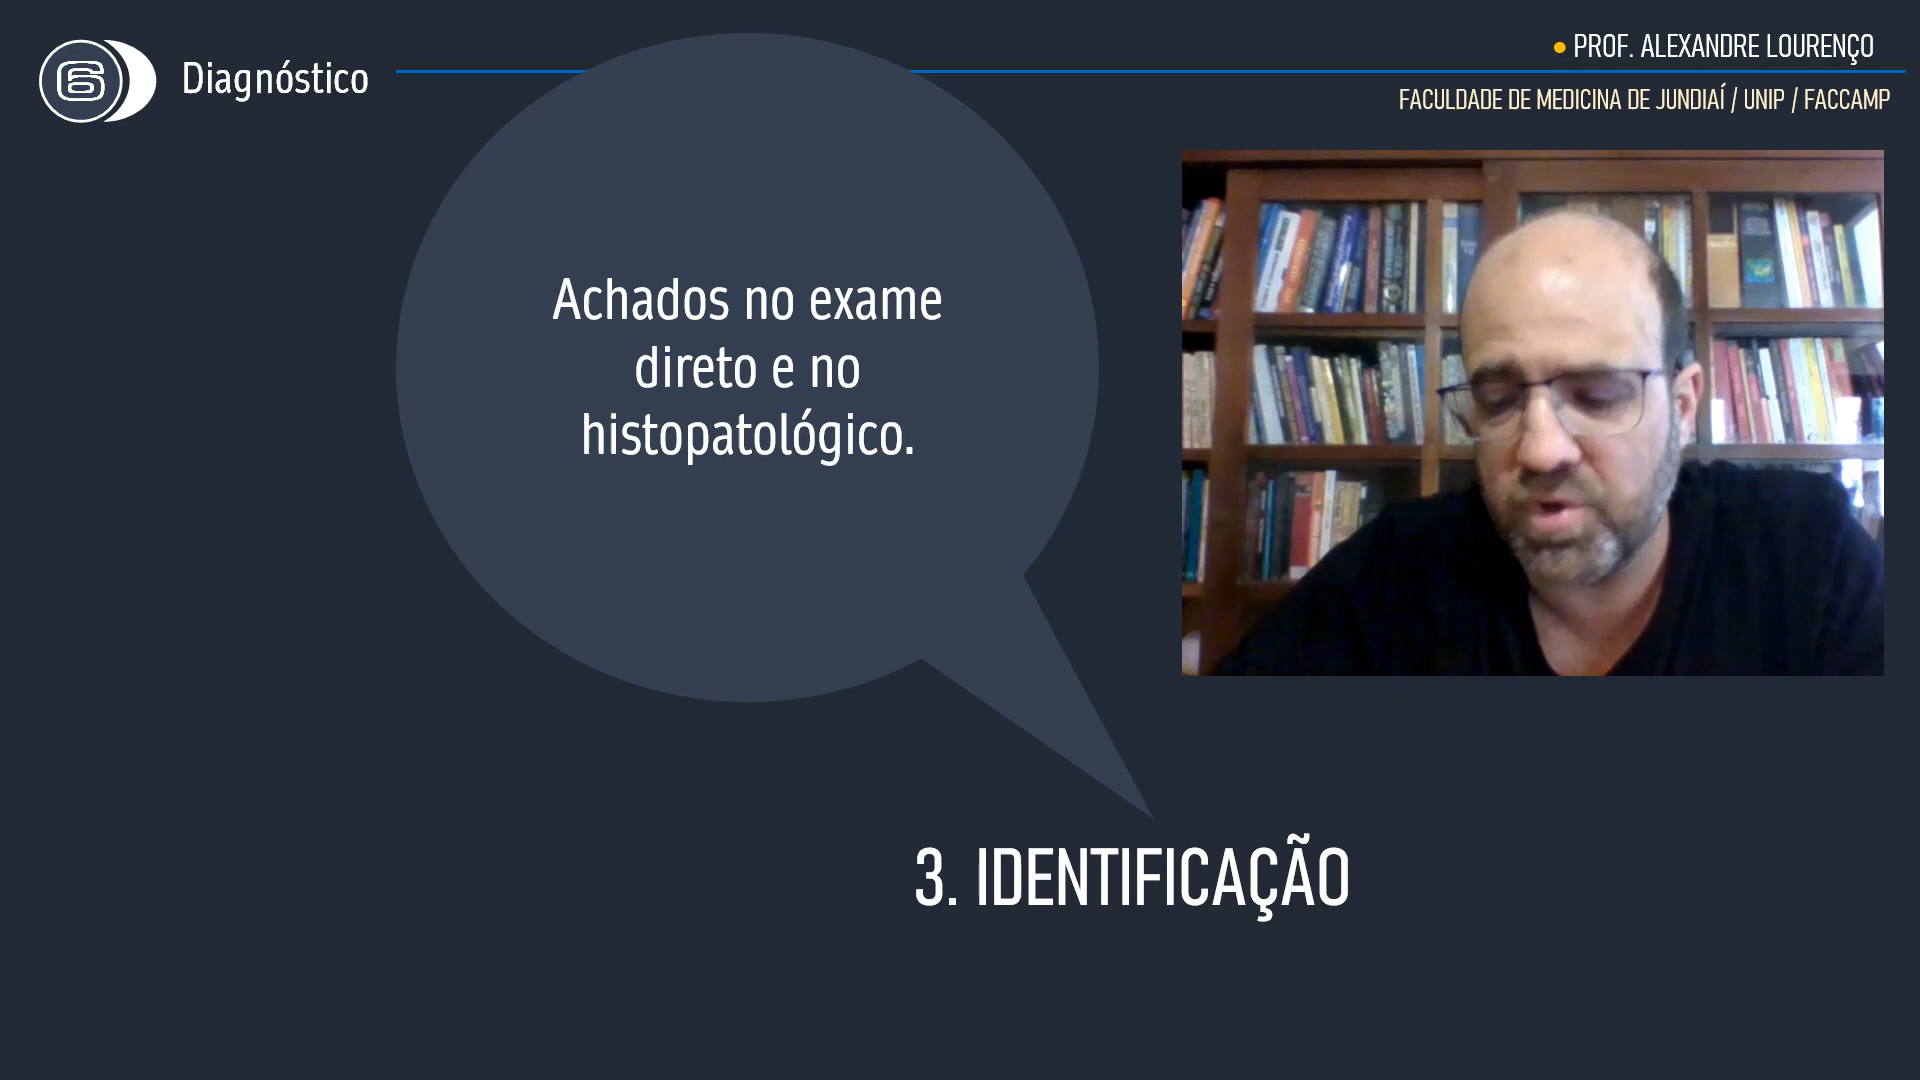 6
Diagnóstico
• PROF. ALEXANDRE LOURENÇO
FACULDADE DE MEDICINA DE JUNDIAÍ / UNIP / FACCAMP
Achados no exame
direto e no
histopatológico.
3. IDENTIFICAÇÃO